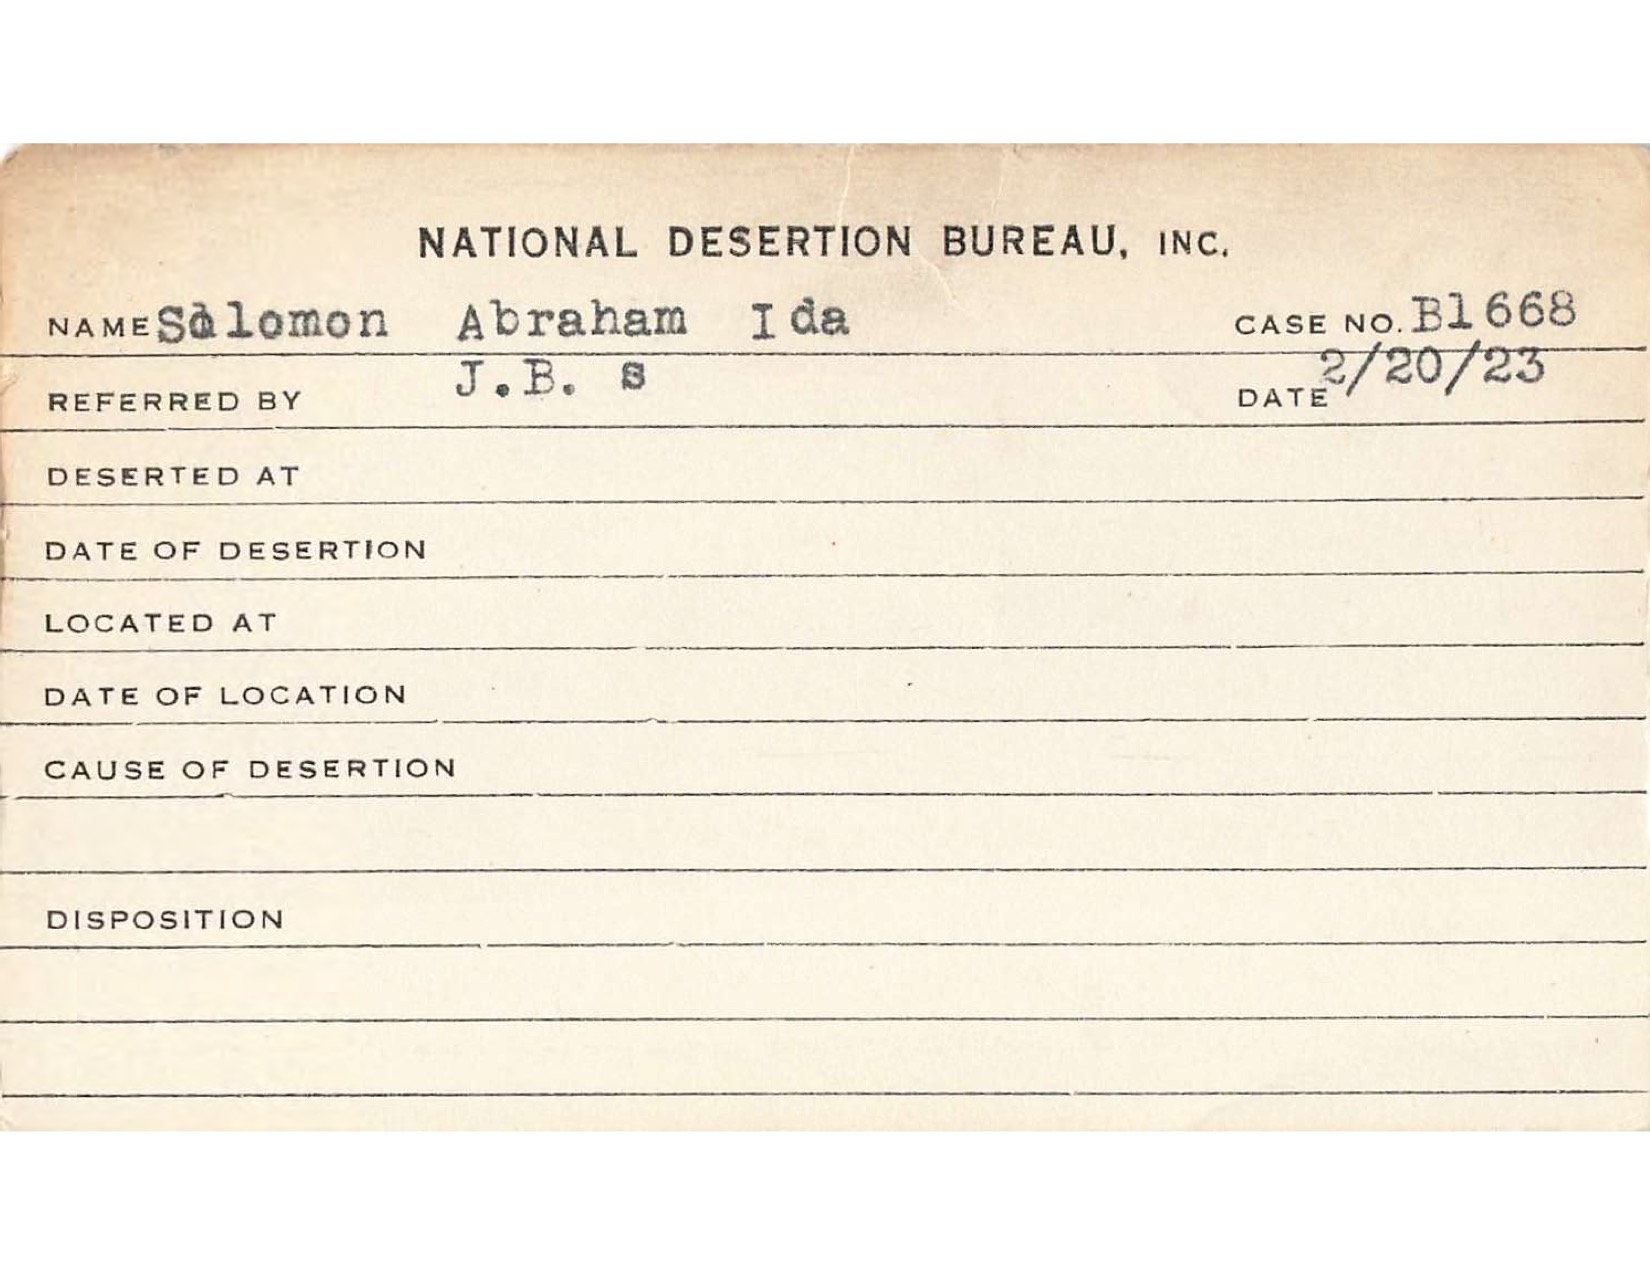 NATIONAL DESERTION BUREAU, INC.
NAME Salomon Abraham Ida CASE NO. B1668
REFERRED BY J.B. s DATE 2/20/23
DESERTED AT
DATE OF DESERTION
LOCATED AT
DATE OF LOCATION
CAUSE OF DESERTION
DISPOSITION